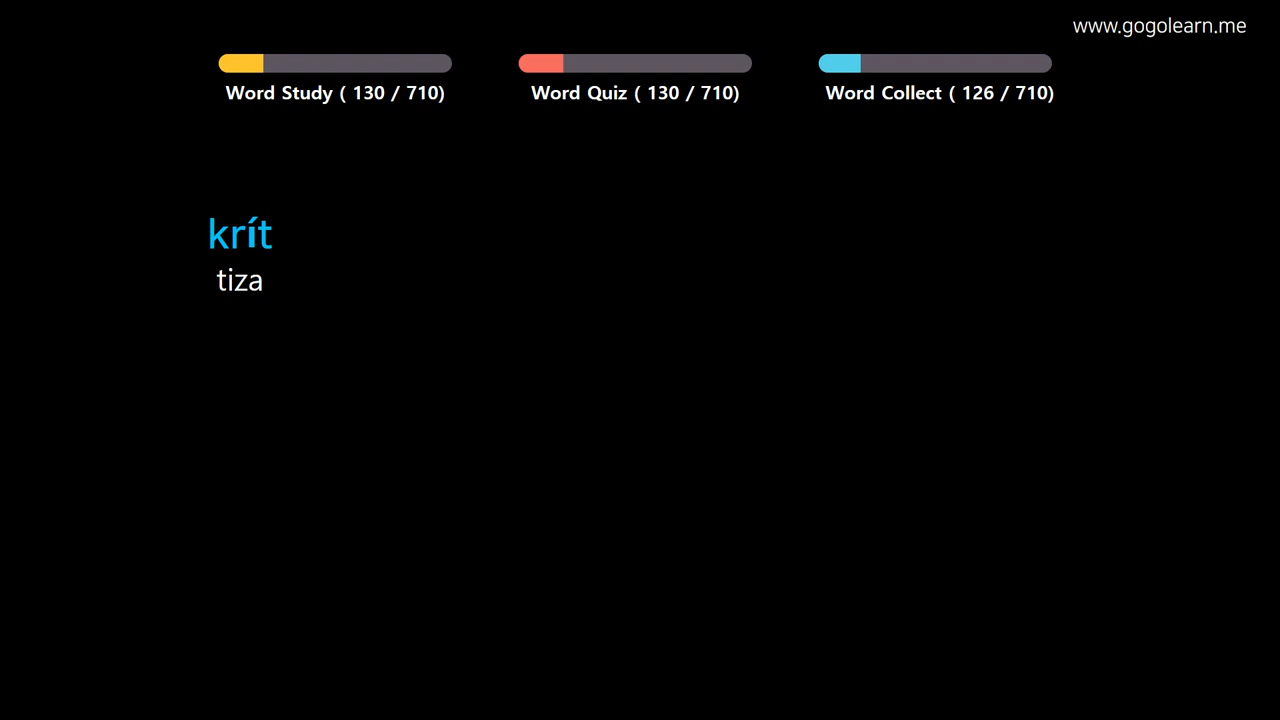 www.gogolearn.me
Word Study ( 130 / 710)
Word Quiz ( 130 / 710)
Word Collect ( 126 / 710)
krít
tiza